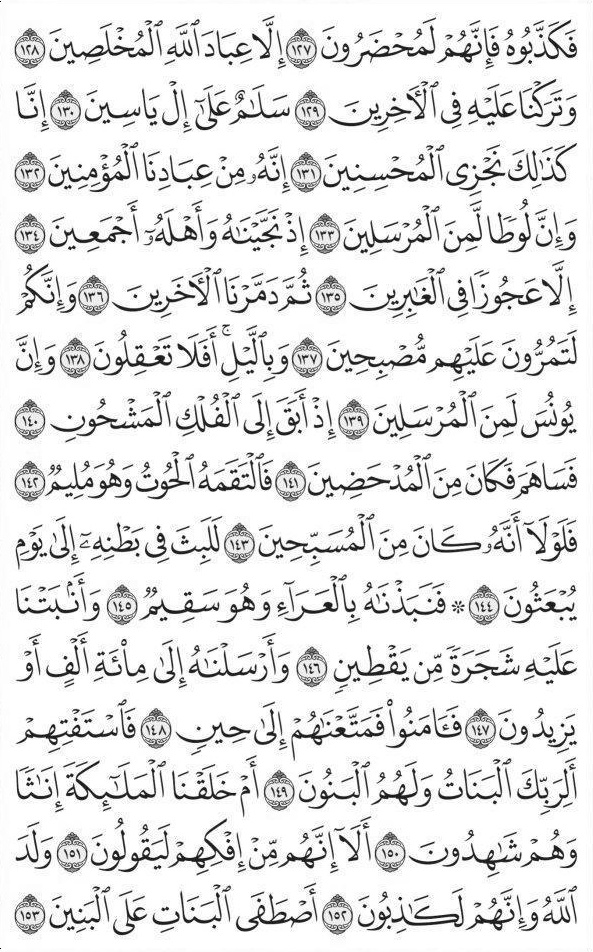 فَكَذَّبُوهُ فَإِنَّهُمْ لَمُحْضَرُونَ ١٢٧ إِلَّا عِبَادَ ٱللَّهِ ٱلْمُخْلَصِينَ ١٢٨
وَتَرَكْنَا عَلَيْهِ فِى ٱلْأَخِرِينَ ١٢٩ سَلَٰمٌ عَلَىٰٓ إِلْ يَاسِينَ ١٣٠ إِنَّا
كَذَٰلِكَ نَجْزِى ٱلْمُحْسِنِينَ ١٣١ إِنَّهُۥ مِنْ عِبَادِنَا ٱلْمُؤْمِنِينَ ١٣٢
وَإِنَّ لُوطًا لَّمِنَ ٱلْمُرْسَلِينَ ١٣٣ إِذْ نَجَّيْنَٰهُ وَأَهْلَهُۥٓ أَجْمَعِينَ ١٣٤
إِلَّا عَجُوزًا فِى ٱلْغَٰبِرِينَ ١٣٥ ثُمَّ دَمَّرْنَا ٱلْأَخَرِينَ ١٣٦ وَإِنَّكُمْ
لَتَمُرُّونَ عَلَيْهِم مُّصْبِحِينَ ١٣٧ وَبِٱلَّيْلِ ۗ أَفَلَا تَعْقِلُونَ ١٣٨ وَإِنَّ
يُونُسَ لَمِنَ ٱلْمُرْسَلِينَ ١٣٩ إِذْ أَبَقَ إِلَى ٱلْفُلْكِ ٱلْمَشْحُونِ ١٤٠
فَسَاهَمَ فَكَانَ مِنَ ٱلْمُدْحَضِينَ ١٤١ فَٱلْتَقَمَهُ ٱلْحُوتُ وَهُوَ مُلِيمٌ ١٤٢
فَلَوْلَآ أَنَّهُۥ كَانَ مِنَ ٱلْمُسَبِّحِينَ ١٤٣ لَلَبِثَ فِى بَطْنِهِۦٓ إِلَىٰ يَوْمِ
يُبْعَثُونَ ١٤٤ ۞ فَنَبَذْنَٰهُ بِٱلْعَرَآءِ وَهُوَ سَقِيمٌ ١٤٥ وَأَنۢبَتْنَا
عَلَيْهِ شَجَرَةً مِّن يَقْطِينٍ ١٤٦ وَأَرْسَلْنَٰهُ إِلَىٰ مِا۟ئَةِ أَلْفٍ أَوْ
يَزِيدُونَ ١٤٧ فَـَٔامَنُوا۟ فَمَتَّعْنَٰهُمْ إِلَىٰ حِينٍ ١٤٨ فَٱسْتَفْتِهِمْ
أَلِرَبِّكَ ٱلْبَنَاتُ وَلَهُمُ ٱلْبَنُونَ ١٤٩ أَمْ خَلَقْنَا ٱلْمَلَٰٓئِكَةَ إِنَٰثًا
وَهُمْ شَٰهِدُونَ ١٥٠ أَلَآ إِنَّهُم مِّنْ إِفْكِهِمْ لَيَقُولُونَ ١٥١ وَلَدَ
ٱللَّهُ وَإِنَّهُمْ لَكَٰذِبُونَ ١٥٢ أَصْطَفَى ٱلْبَنَاتِ عَلَى ٱلْبَنِينَ ١٥٣